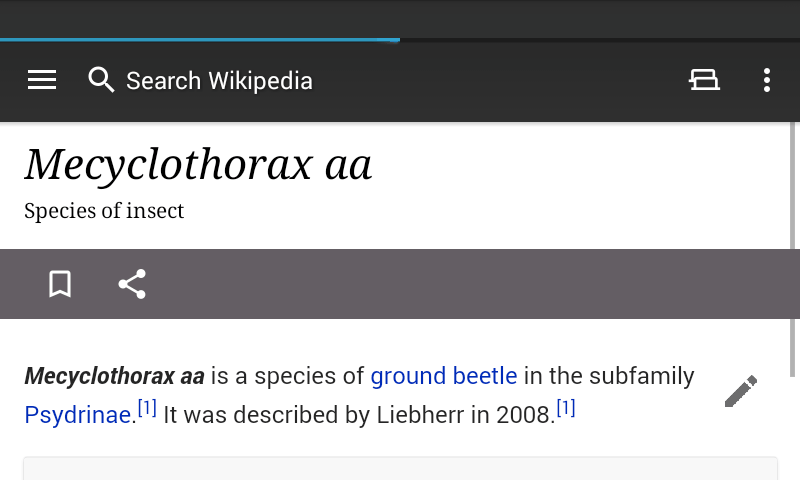 Search Wikipedia
Mecyclothorax aa
Species of insect
Mecyclothorax aa is a species of ground beetle in the subfamily
Psydrinae.[1] It was described by Liebherr in 2008.[1]